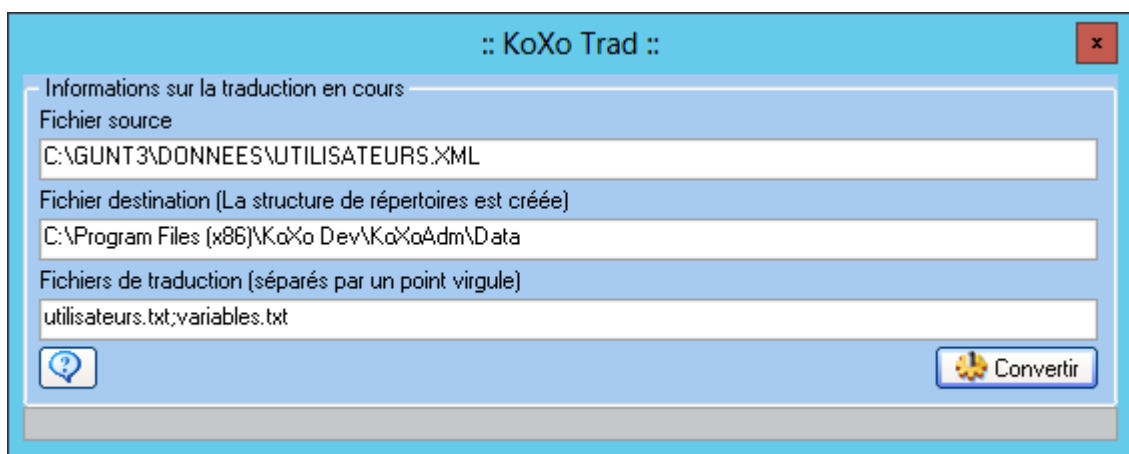 :: KoXo Trad ::
x
Informations sur la traduction en cours
Fichier source
C:\GUNT3\DONNEES\UTILISATEURS.XML
Fichier destination (La structure de répertoires est créée)
C:\Program Files (x86)\KoXo Dev\KoXoAdm\Data
Fichiers de traduction (séparés par un point virgule)
utilisateurs.txt;variables.txt
? Convertir